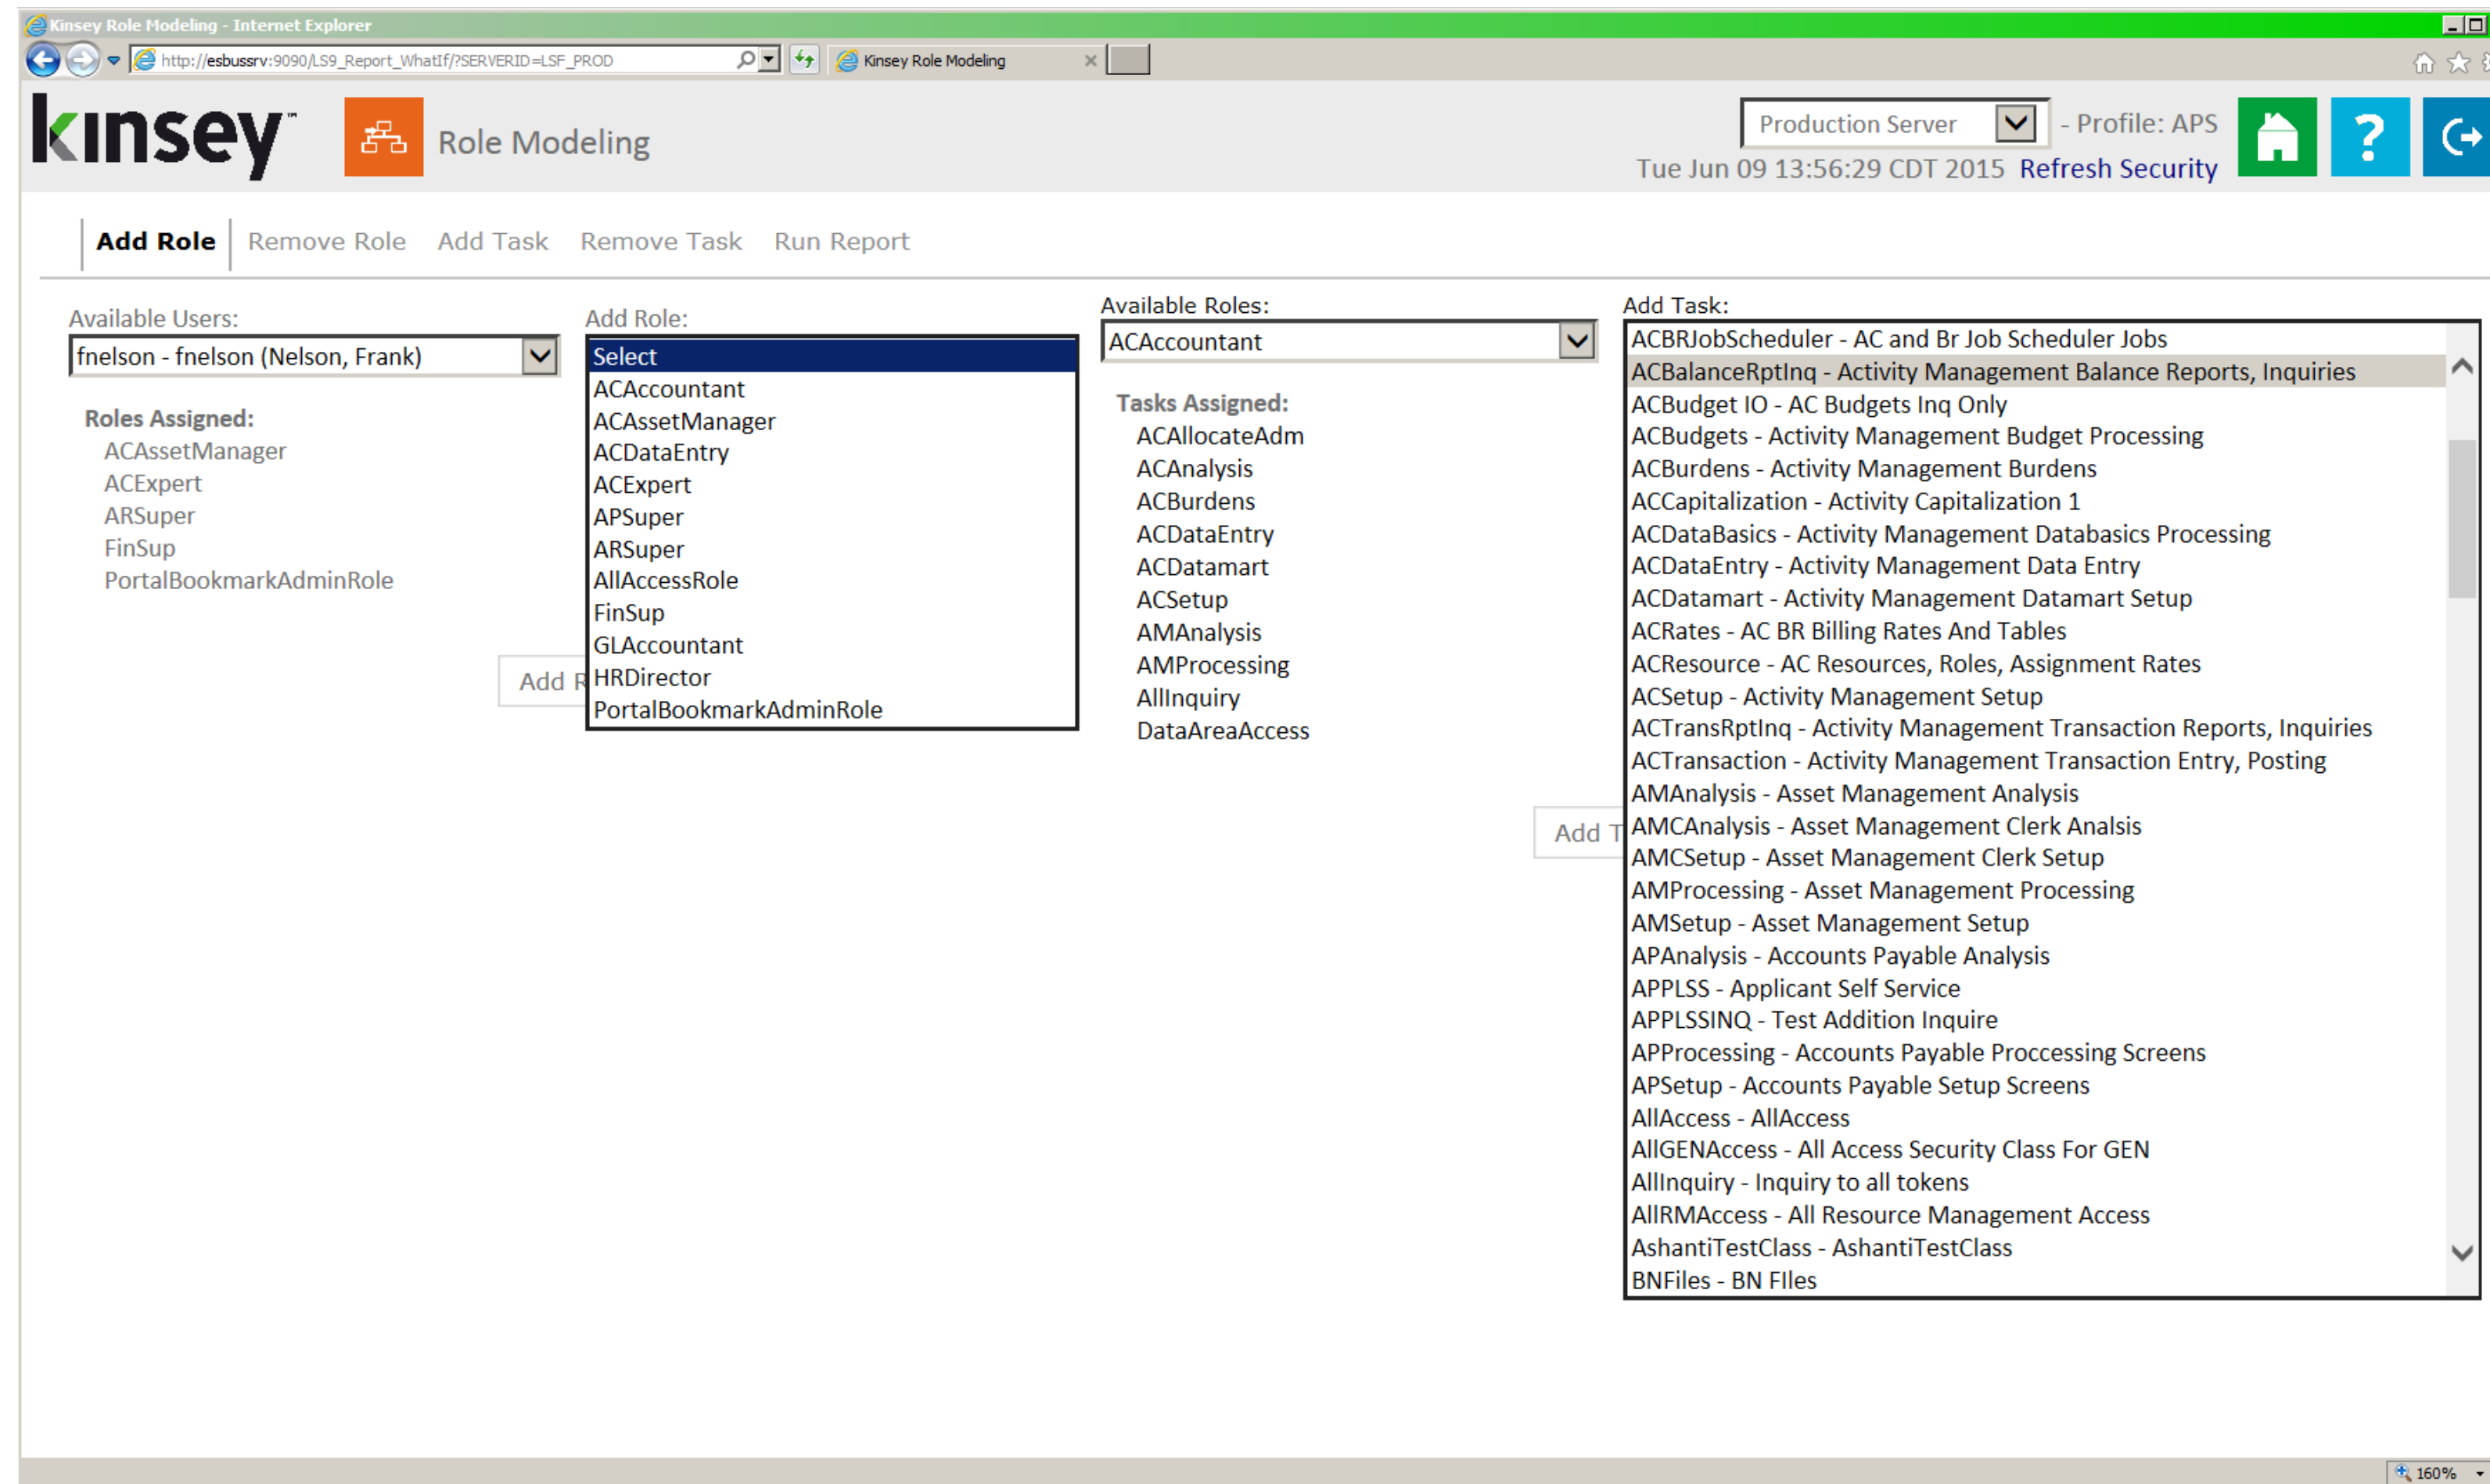 Kinsey Role Modeling - Internet Explorer
http://esbussrv:9090/LS9_Report_WhatIf/?SERVERID=LSF_PROD
Kinsey Role Modeling
kinsey™
Role Modeling
Production Server - Profile: APS
Tue Jun 09 13:56:29 CDT 2015 Refresh Security
?
Add Role Remove Role Add Task Remove Task Run Report
Available Users:
fnelson - fnelson (Nelson, Frank)
Roles Assigned:
ACAssetManager
ACExpert
ARSuper
FinSup
PortalBookmarkAdminRole
Add R
Add Role:
Select
ACAccountant
ACAssetManager
ACDataEntry
ACExpert
APSuper
ARSuper
AllAccessRole
FinSup
GLAccountant
HRDirector
PortalBookmarkAdminRole
Available Roles:
ACAccountant
Tasks Assigned:
ACAllocateAdm
ACAnalysis
ACBurdens
ACDataEntry
ACDatamart
ACSetup
AMAnalysis
AMProcessing
AllInquiry
DataAreaAccess
Add T
Add Task:
ACBRJobScheduler - AC and Br Job Scheduler Jobs
ACBalanceRptInq - Activity Management Balance Reports, Inquiries
ACBudget IO - AC Budgets Inq Only
ACBudgets - Activity Management Budget Processing
ACBurdens - Activity Management Burdens
ACCapitalization - Activity Capitalization 1
ACDataBasics - Activity Management Databasics Processing
ACDataEntry - Activity Management Data Entry
ACDatamart - Activity Management Datamart Setup
ACRates - AC BR Billing Rates And Tables
ACResource - AC Resources, Roles, Assignment Rates
ACSetup - Activity Management Setup
ACTransRptInq - Activity Management Transaction Reports, Inquiries
ACTransaction - Activity Management Transaction Entry, Posting
AMAnalysis - Asset Management Analysis
AMCAnalysis - Asset Management Clerk Analsis
AMCSetup - Asset Management Clerk Setup
AMProcessing - Asset Management Processing
AMSetup - Asset Management Setup
APAnalysis - Accounts Payable Analysis
APPLSS - Applicant Self Service
APPLSSINQ - Test Addition Inquire
APProcessing - Accounts Payable Proccessing Screens
APSetup - Accounts Payable Setup Screens
AllAccess - AllAccess
AllGENAccess - All Access Security Class For GEN
AllInquiry - Inquiry to all tokens
AllRMAccess - All Resource Management Access
AshantiTestClass - AshantiTestClass
BNFiles - BN FIles
160%